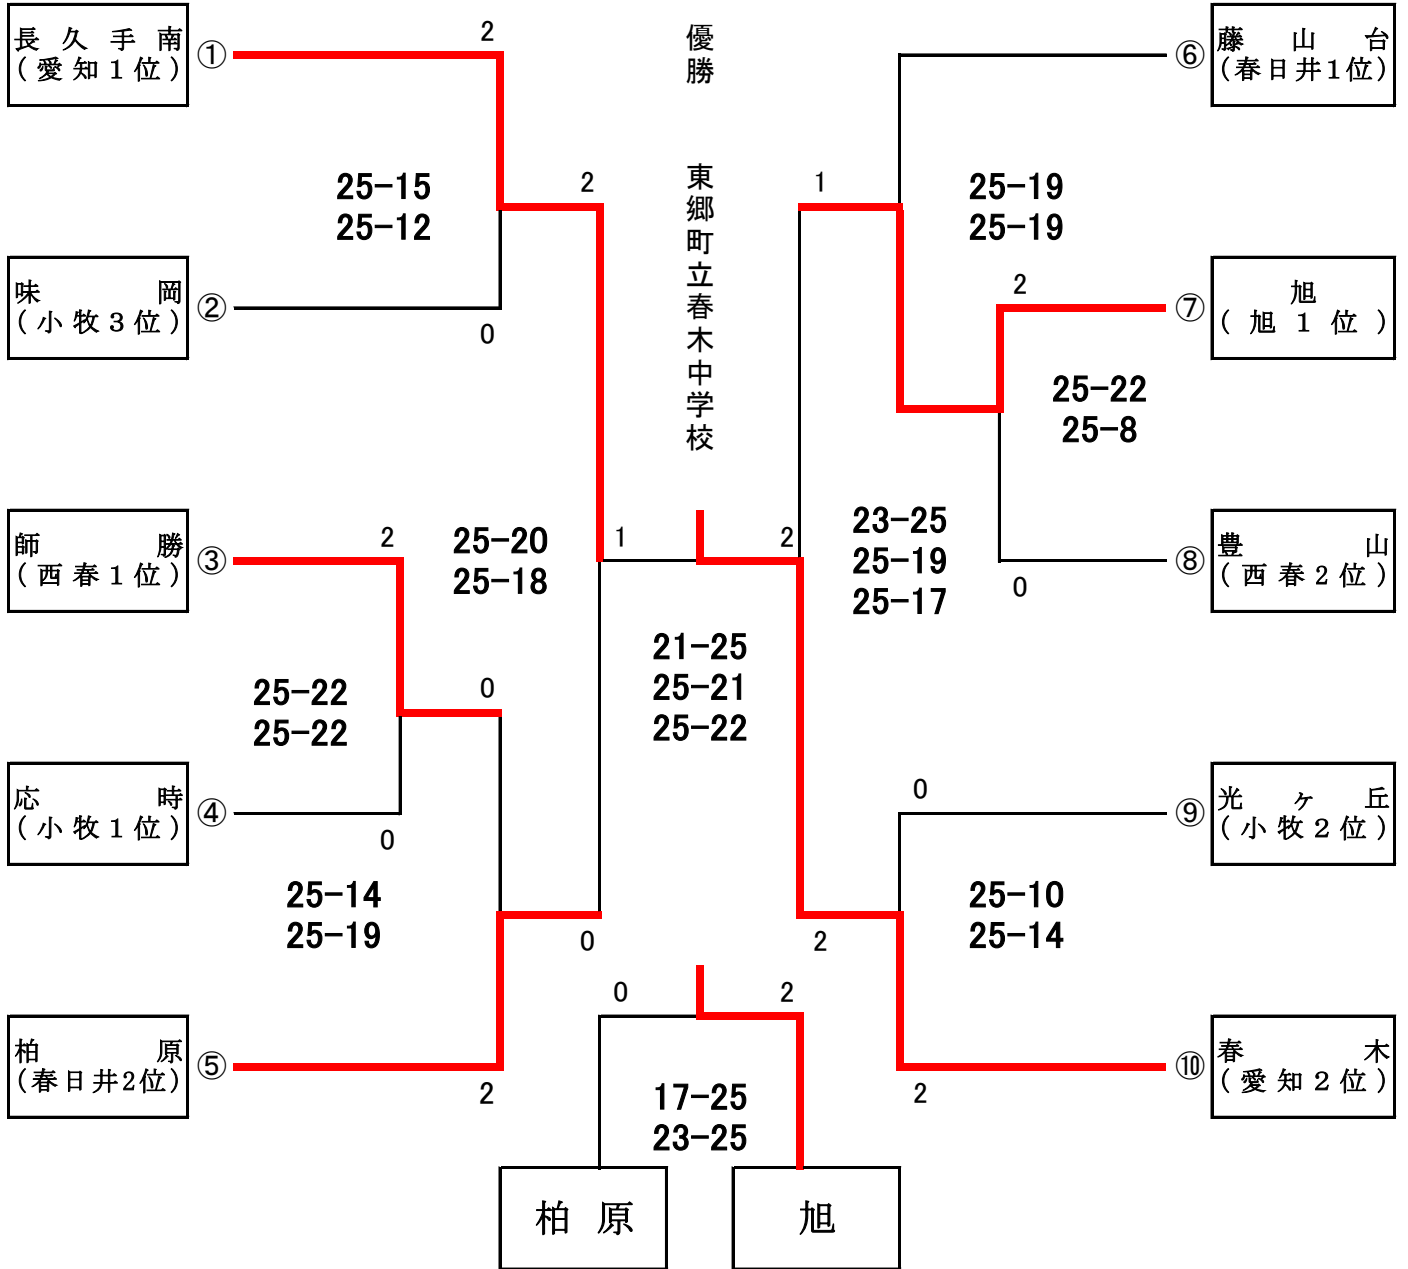 優勝 東郷町立春木中学校
長久手南
(愛知1位)
①
2
藤山台
(春日井1位)
⑥
25-15
25-12
2
1
25-19
25-19
味岡
(小牧3位)
②
0
旭
(旭1位)
⑦
2
25-22
25-8
師勝
(西春1位)
③
2
25-20
25-18
1
2
23-25
25-19
25-17
豊山
(西春2位)
⑧
0
25-22
25-22
0
21-25
25-21
25-22
応時
(小牧1位)
④
0
光ヶ丘
(小牧2位)
⑨
0
25-14
25-19
0
2
25-10
25-14
柏原
(春日井2位)
⑤
2
春木
(愛知2位)
⑩
2
0
2
17-25
23-25
柏原
旭